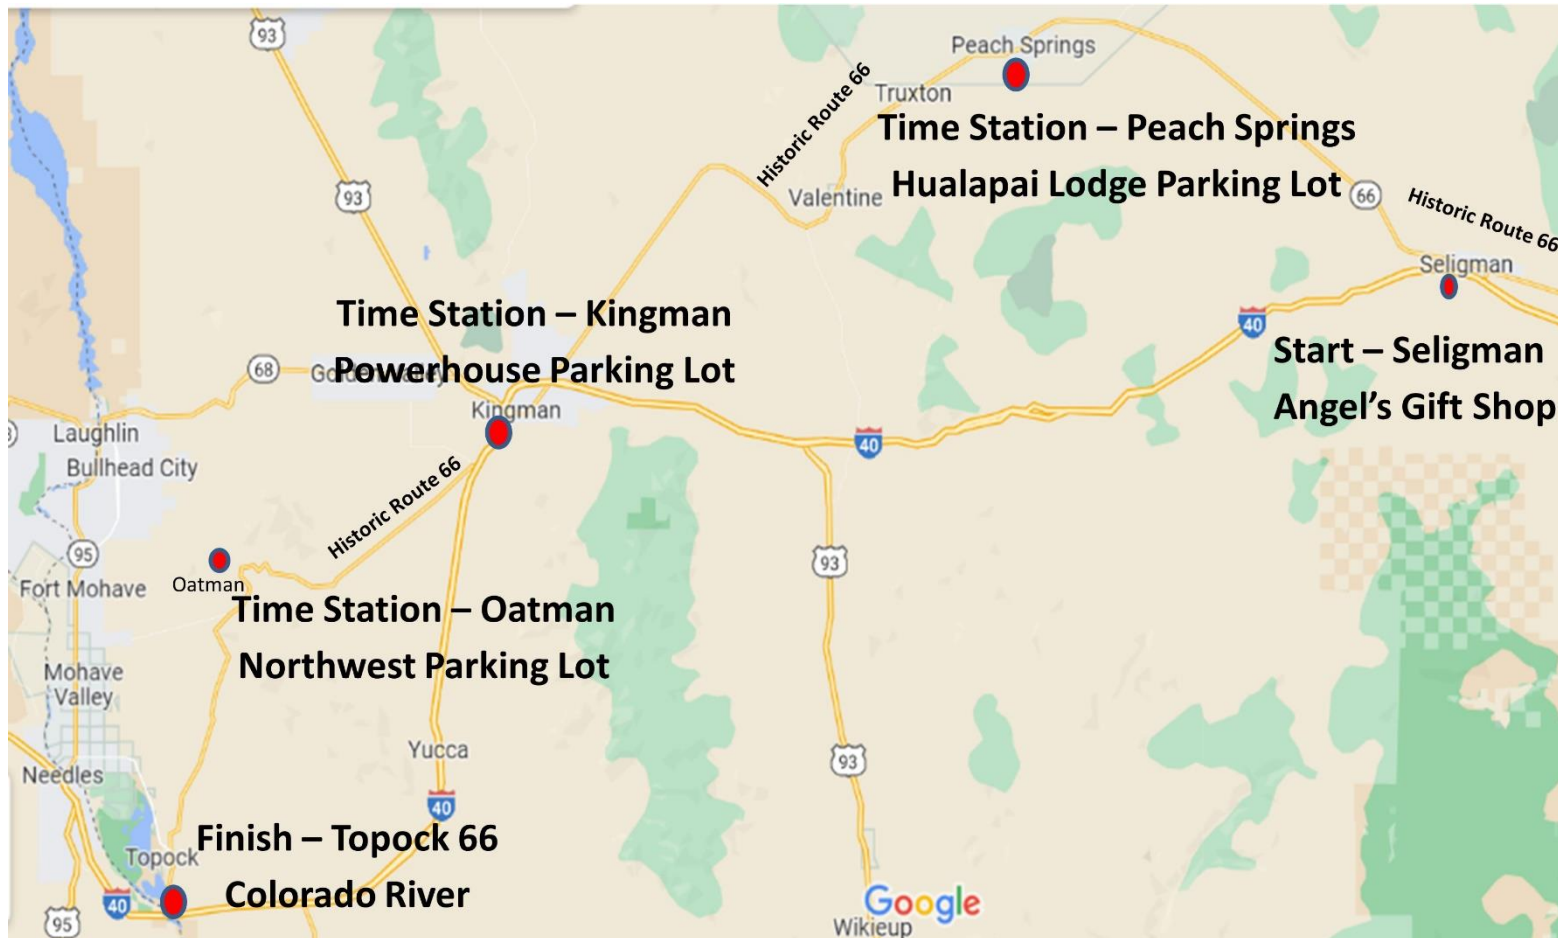 93
Peach Springs
Truxton
Historic Route 66
Time Station – Peach Springs
Hualapai Lodge Parking Lot
93
Valentine
66
Historic Route 66
Seligman
Time Station – Kingman
Powerhouse Parking Lot
40
Start – Seligman
Angel's Gift Shop
68
Kingman
Laughlin
40
Bullhead City
Historic Route 66
95
93
Fort Mohave
Oatman
Time Station – Oatman
Northwest Parking Lot
Mohave
Valley
Yucca
93
Needles
40
Finish – Topock 66
Topock
Colorado River
40
Google
95
Wikieup